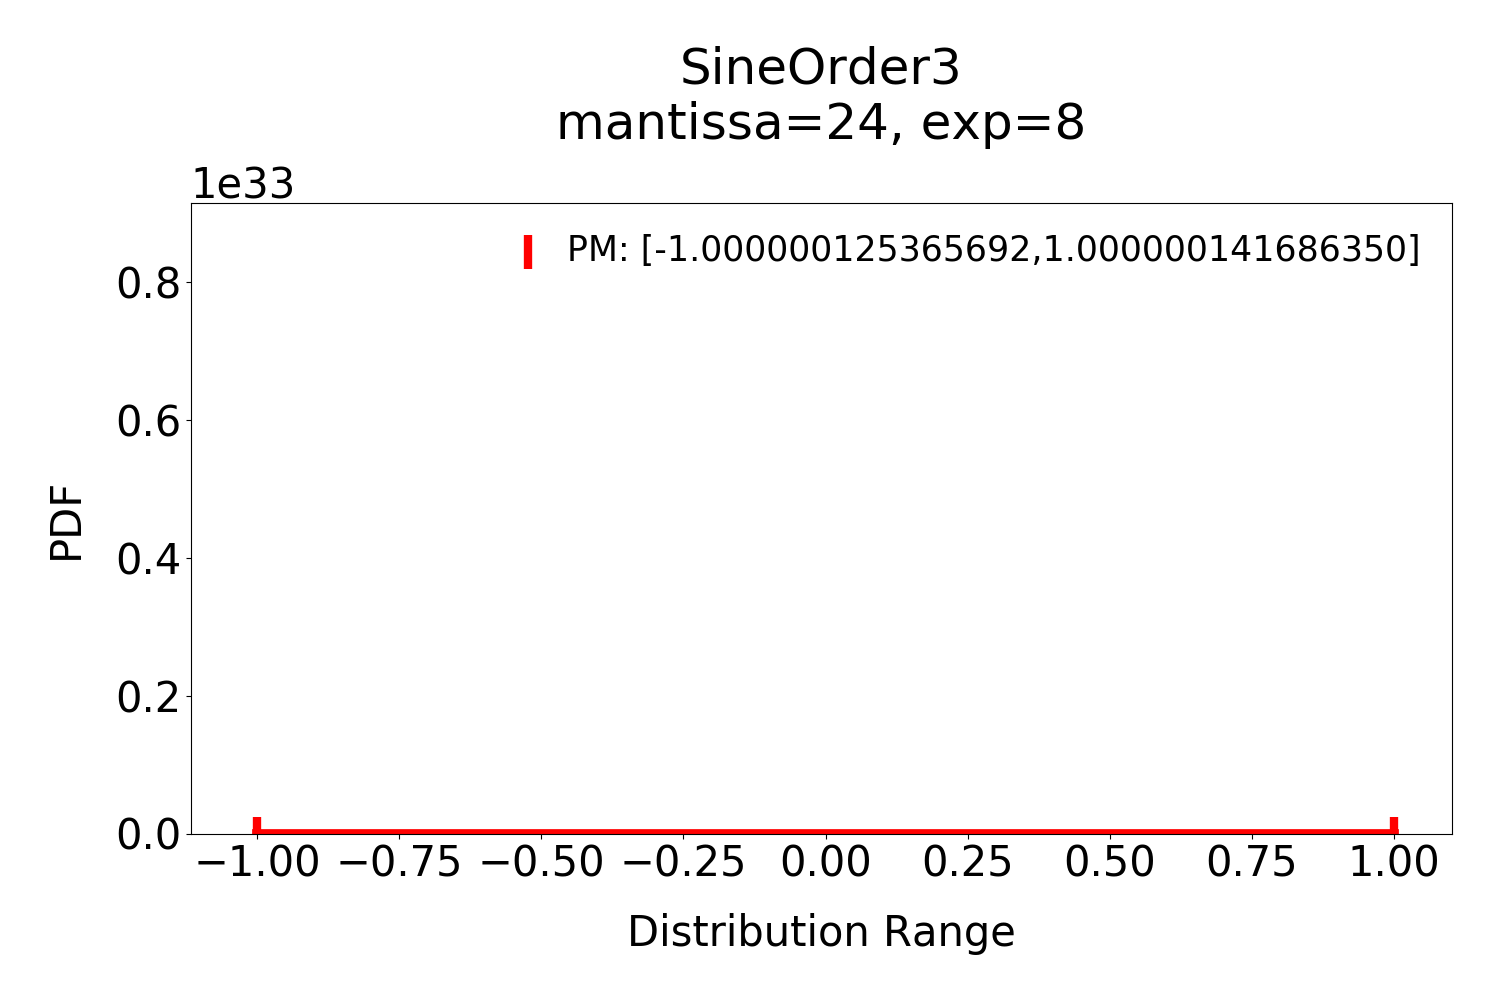 SineOrder3
mantissa=24, exp=8
1e33
PM: [-1.000000125365692,1.000000141686350]
0.8
0.6
0.4
0.2
0.0
PDF
−1.00 −0.75 −0.50 −0.25 0.00 0.25 0.50 0.75 1.00
Distribution Range